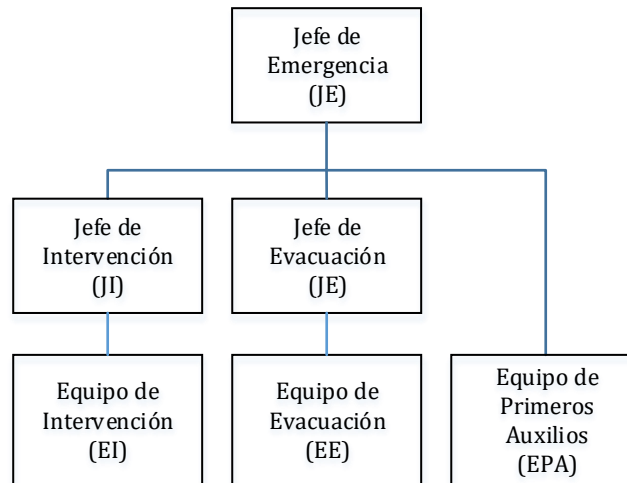 Jefe de
Emergencia
(JE)
Jefe de
Intervención
(JI)
Jefe de
Evacuación
(JE)
Equipo de
Intervención
(EI)
Equipo de
Evacuación
(EE)
Equipo de
Primeros
Auxilios
(EPA)